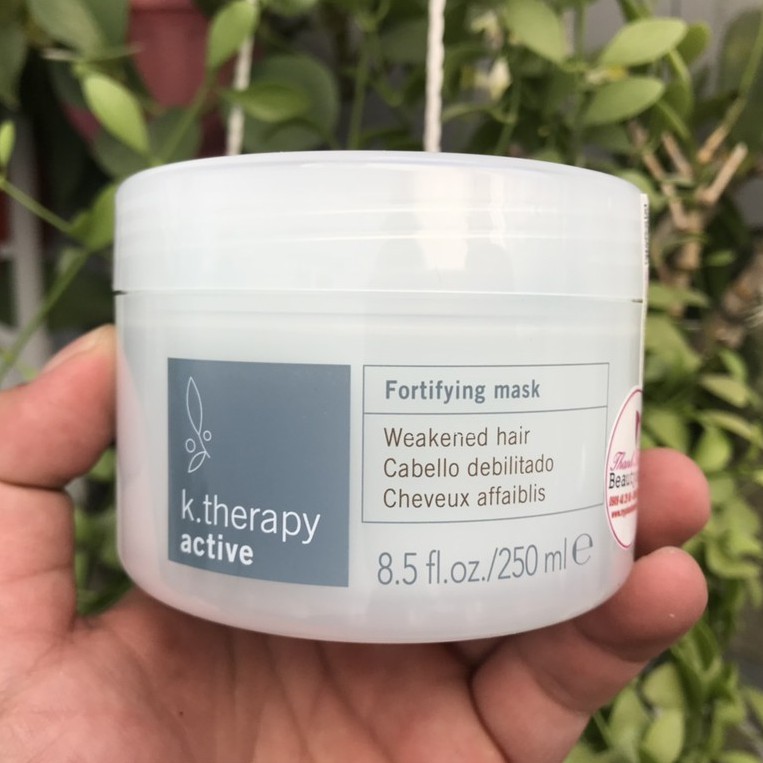 k.therapy
active
Fortifying mask
Weakened hair
Cabello debilitado
Cheveux affaiblis
8.5 fl.oz./250 ml ℮